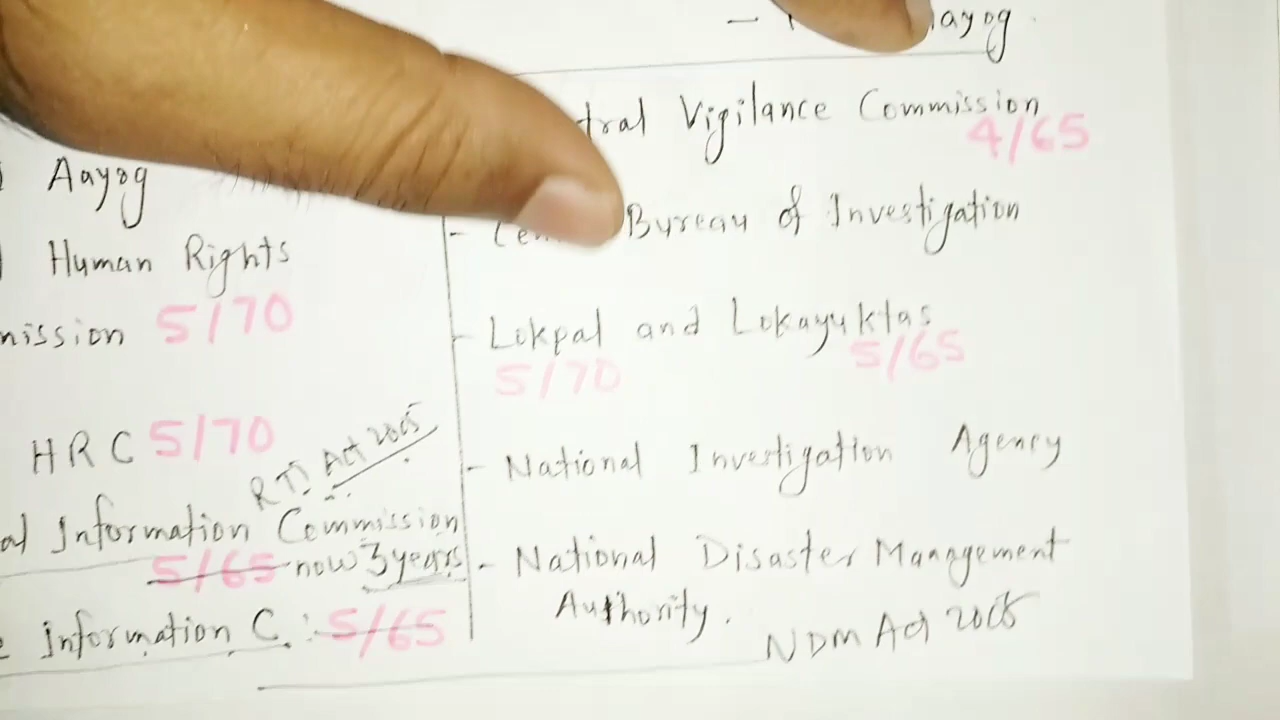 Aayog
Human Rights
5/70
HRC 5/70
RTI Act 2005
Information Commission
5/65 now 3 years
Information C. : 5/65
Vigilance Commission
4/65
Bureau of Investigation
- Lokpal and Lokayuktas
5/70 5/65
- National Investigation Agency
- National Disaster Management
Authority.
NDM Act 2005